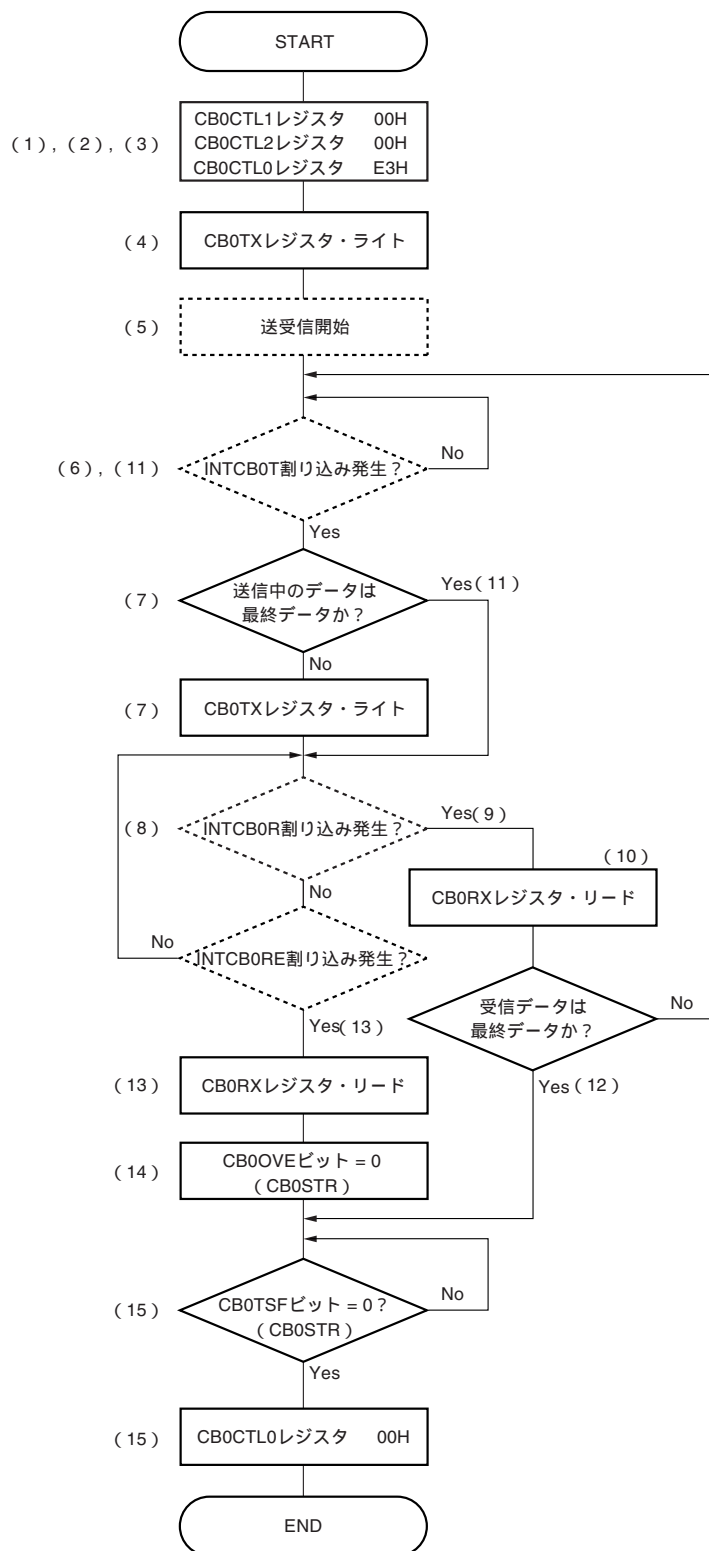 START
(1), (2), (3)
CB0CTL1レジスタ 00H
CB0CTL2レジスタ 00H
CB0CTL0レジスタ E3H
(4)
CB0TXレジスタ・ライト
(5)
送受信開始
(6), (11)
INTCB0T割り込み発生？
No
Yes
(7)
送信中のデータは
最終データか？
Yes(11)
No
(7)
CB0TXレジスタ・ライト
(8)
INTCB0R割り込み発生？
Yes(9)
No
(10)
CB0RXレジスタ・リード
No
INTCB0RE割り込み発生？
Yes(13)
受信データは
最終データか？
No
Yes(12)
(13)
CB0RXレジスタ・リード
(14)
CB0OVEビット = 0
(CB0STR)
(15)
CB0TSFビット = 0？
(CB0STR)
No
Yes
(15)
CB0CTL0レジスタ 00H
END